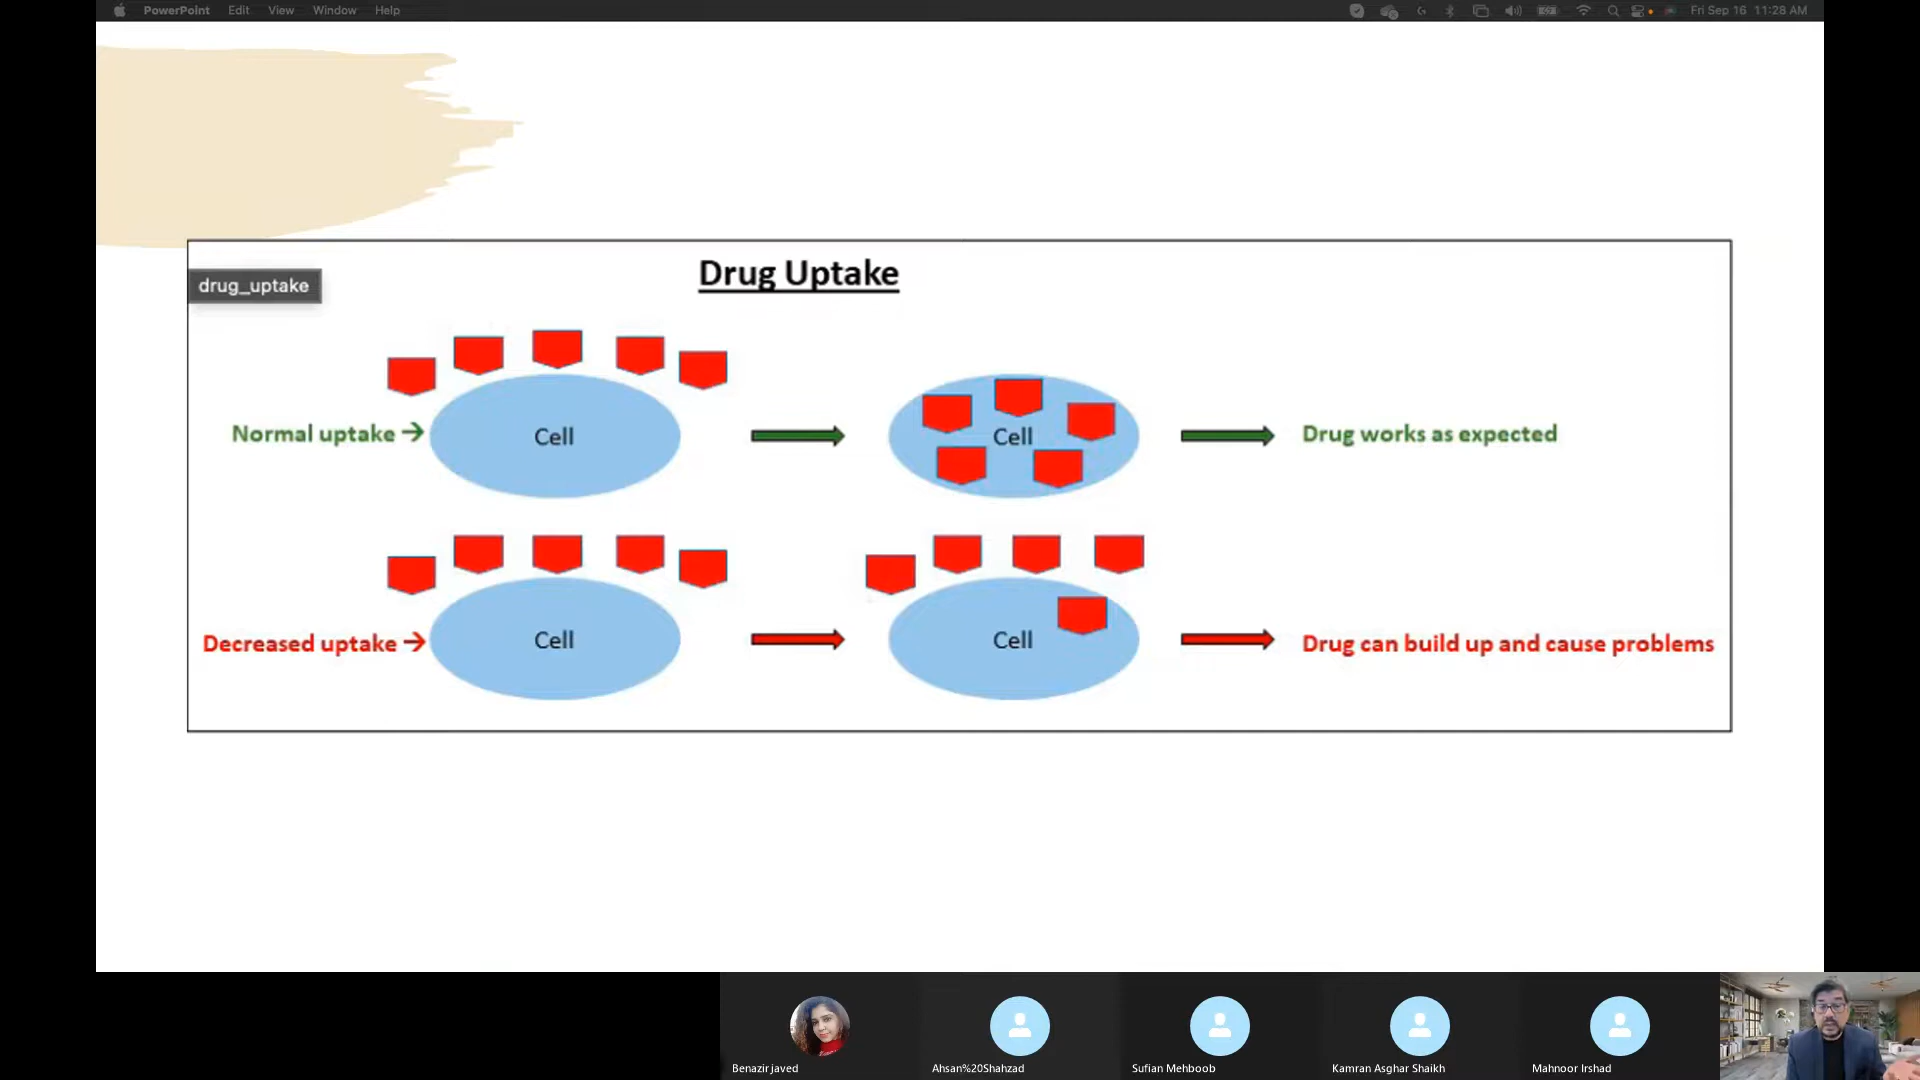 PowerPoint Edit View Window Help Fri Sep 16 11:28 AM
drug_uptake
Drug Uptake
Normal uptake → Cell Cell Drug works as expected
Decreased uptake → Cell Cell Drug can build up and cause problems
Benazir javed Ahsan%20Shahzad Sufian Mehboob Kamran Asghar Shaikh Mahnoor Irshad